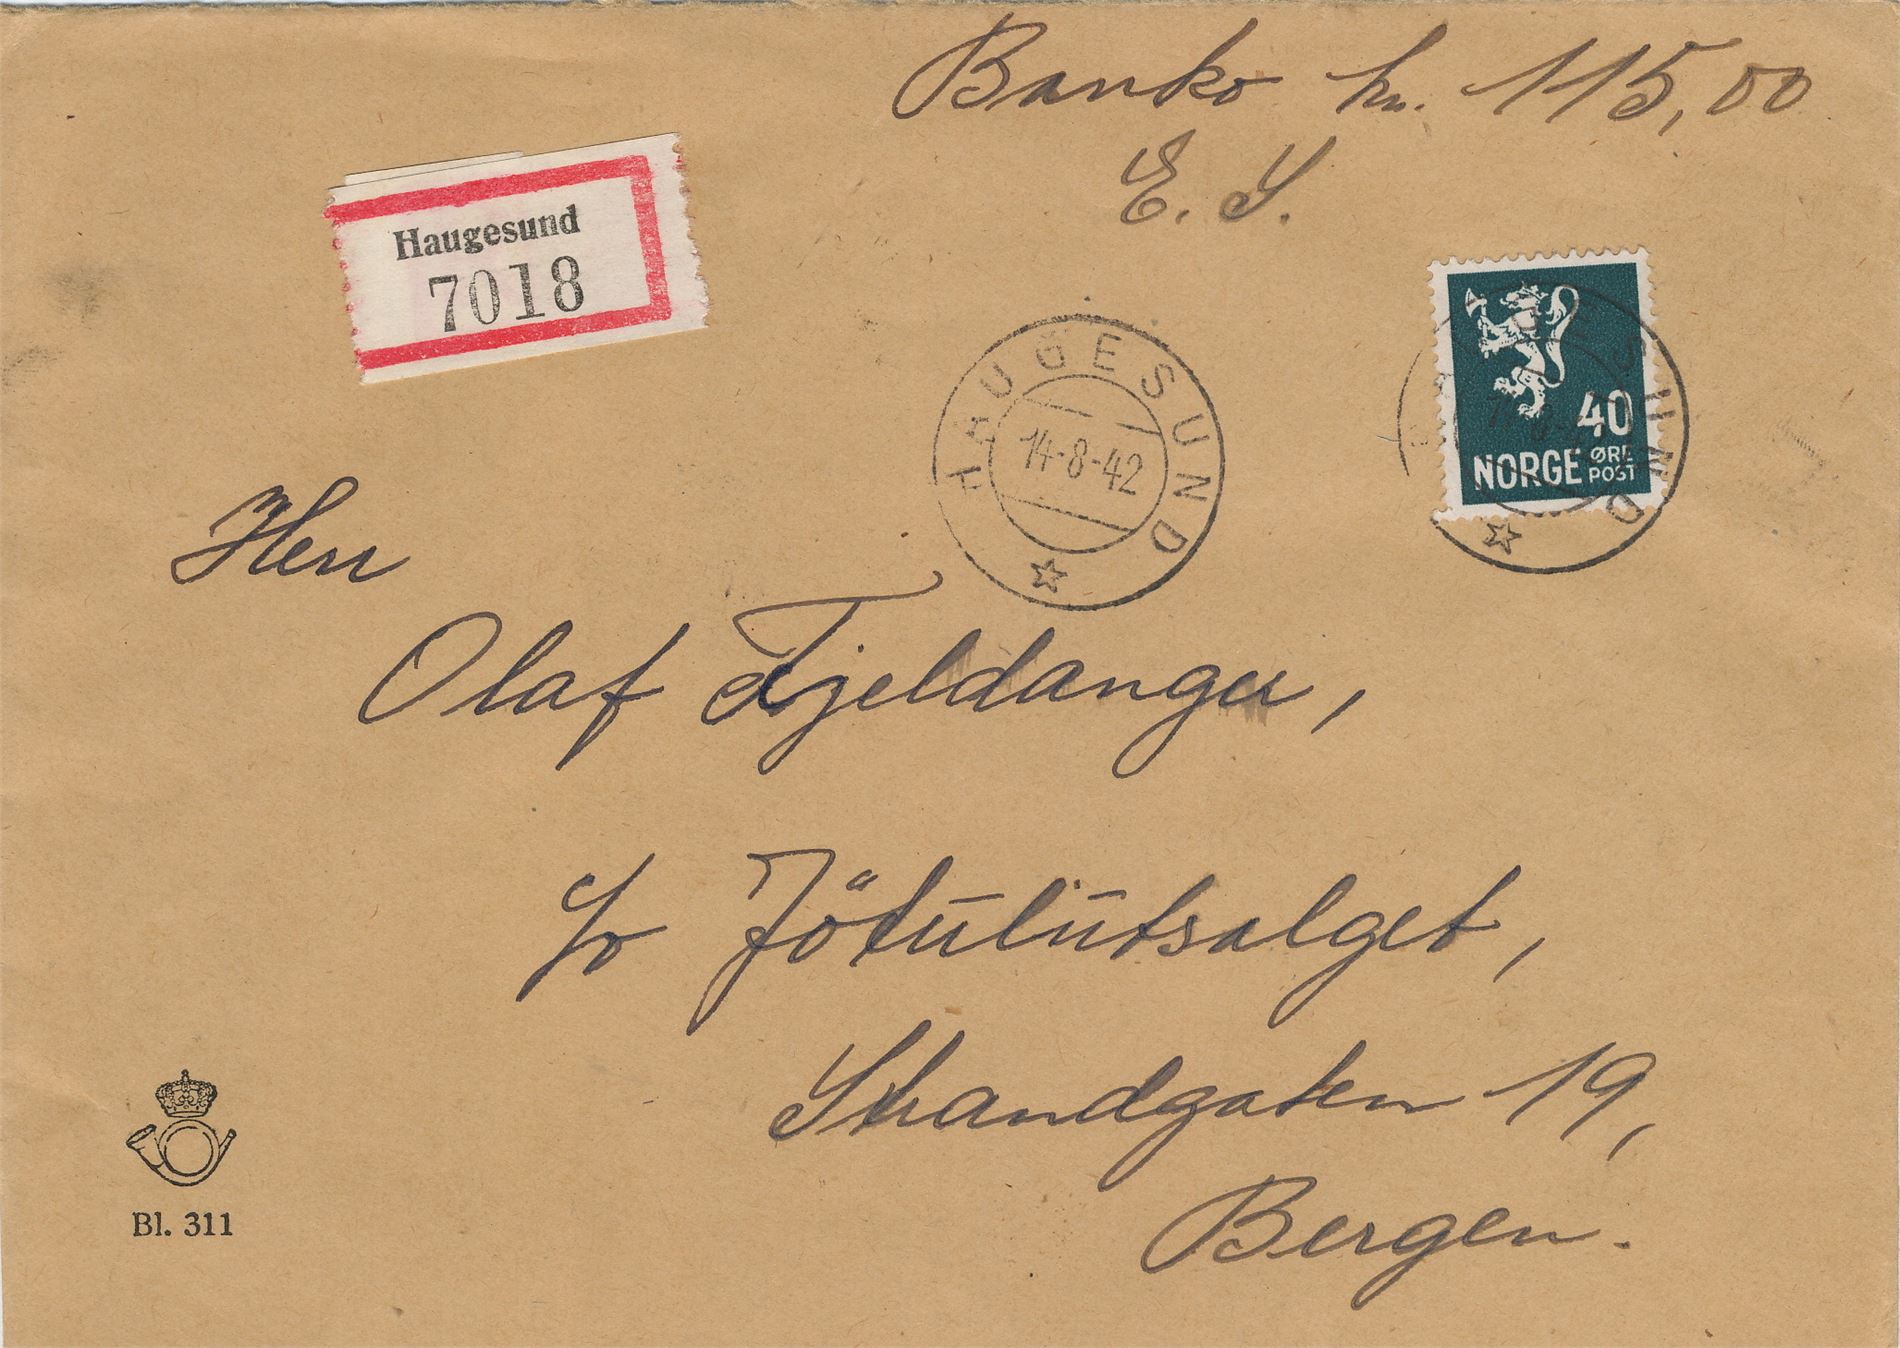 Banko kr. 115,00
E. S.
Haugesund
7018
HAUGESUND
14-8-42
40
NORGE ØRE
POST
Herr
Olaf Fjeldanger,
c/o Jötulutsalget,
Strandgaten 19,
Bergen.
Bl. 311